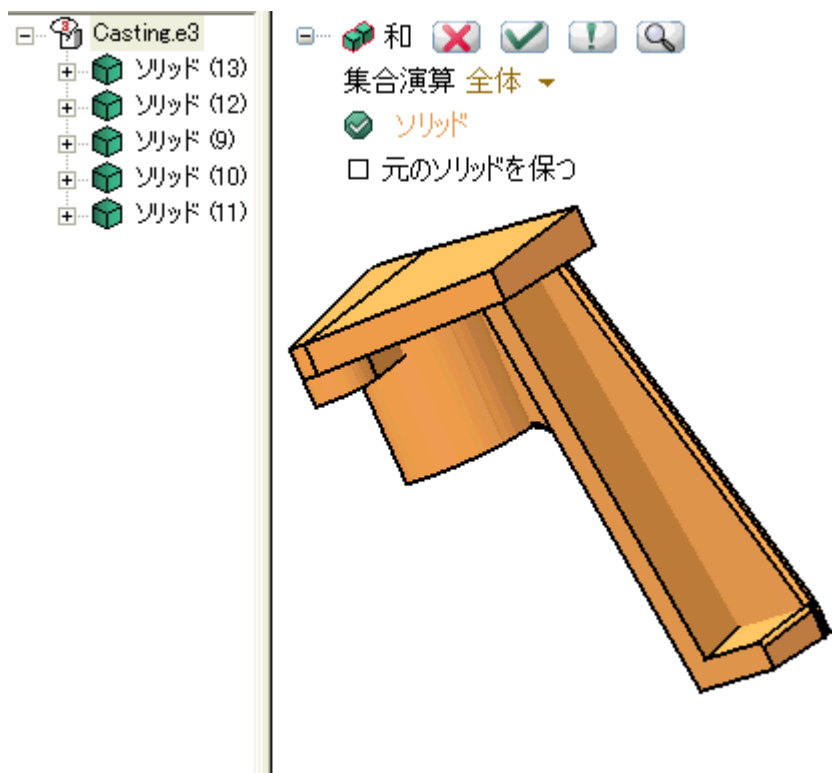 Casting.e3
ソリッド (13)
ソリッド (12)
ソリッド (9)
ソリッド (10)
ソリッド (11)
和
集合演算 全体
ソリッド
元のソリッドを保つ